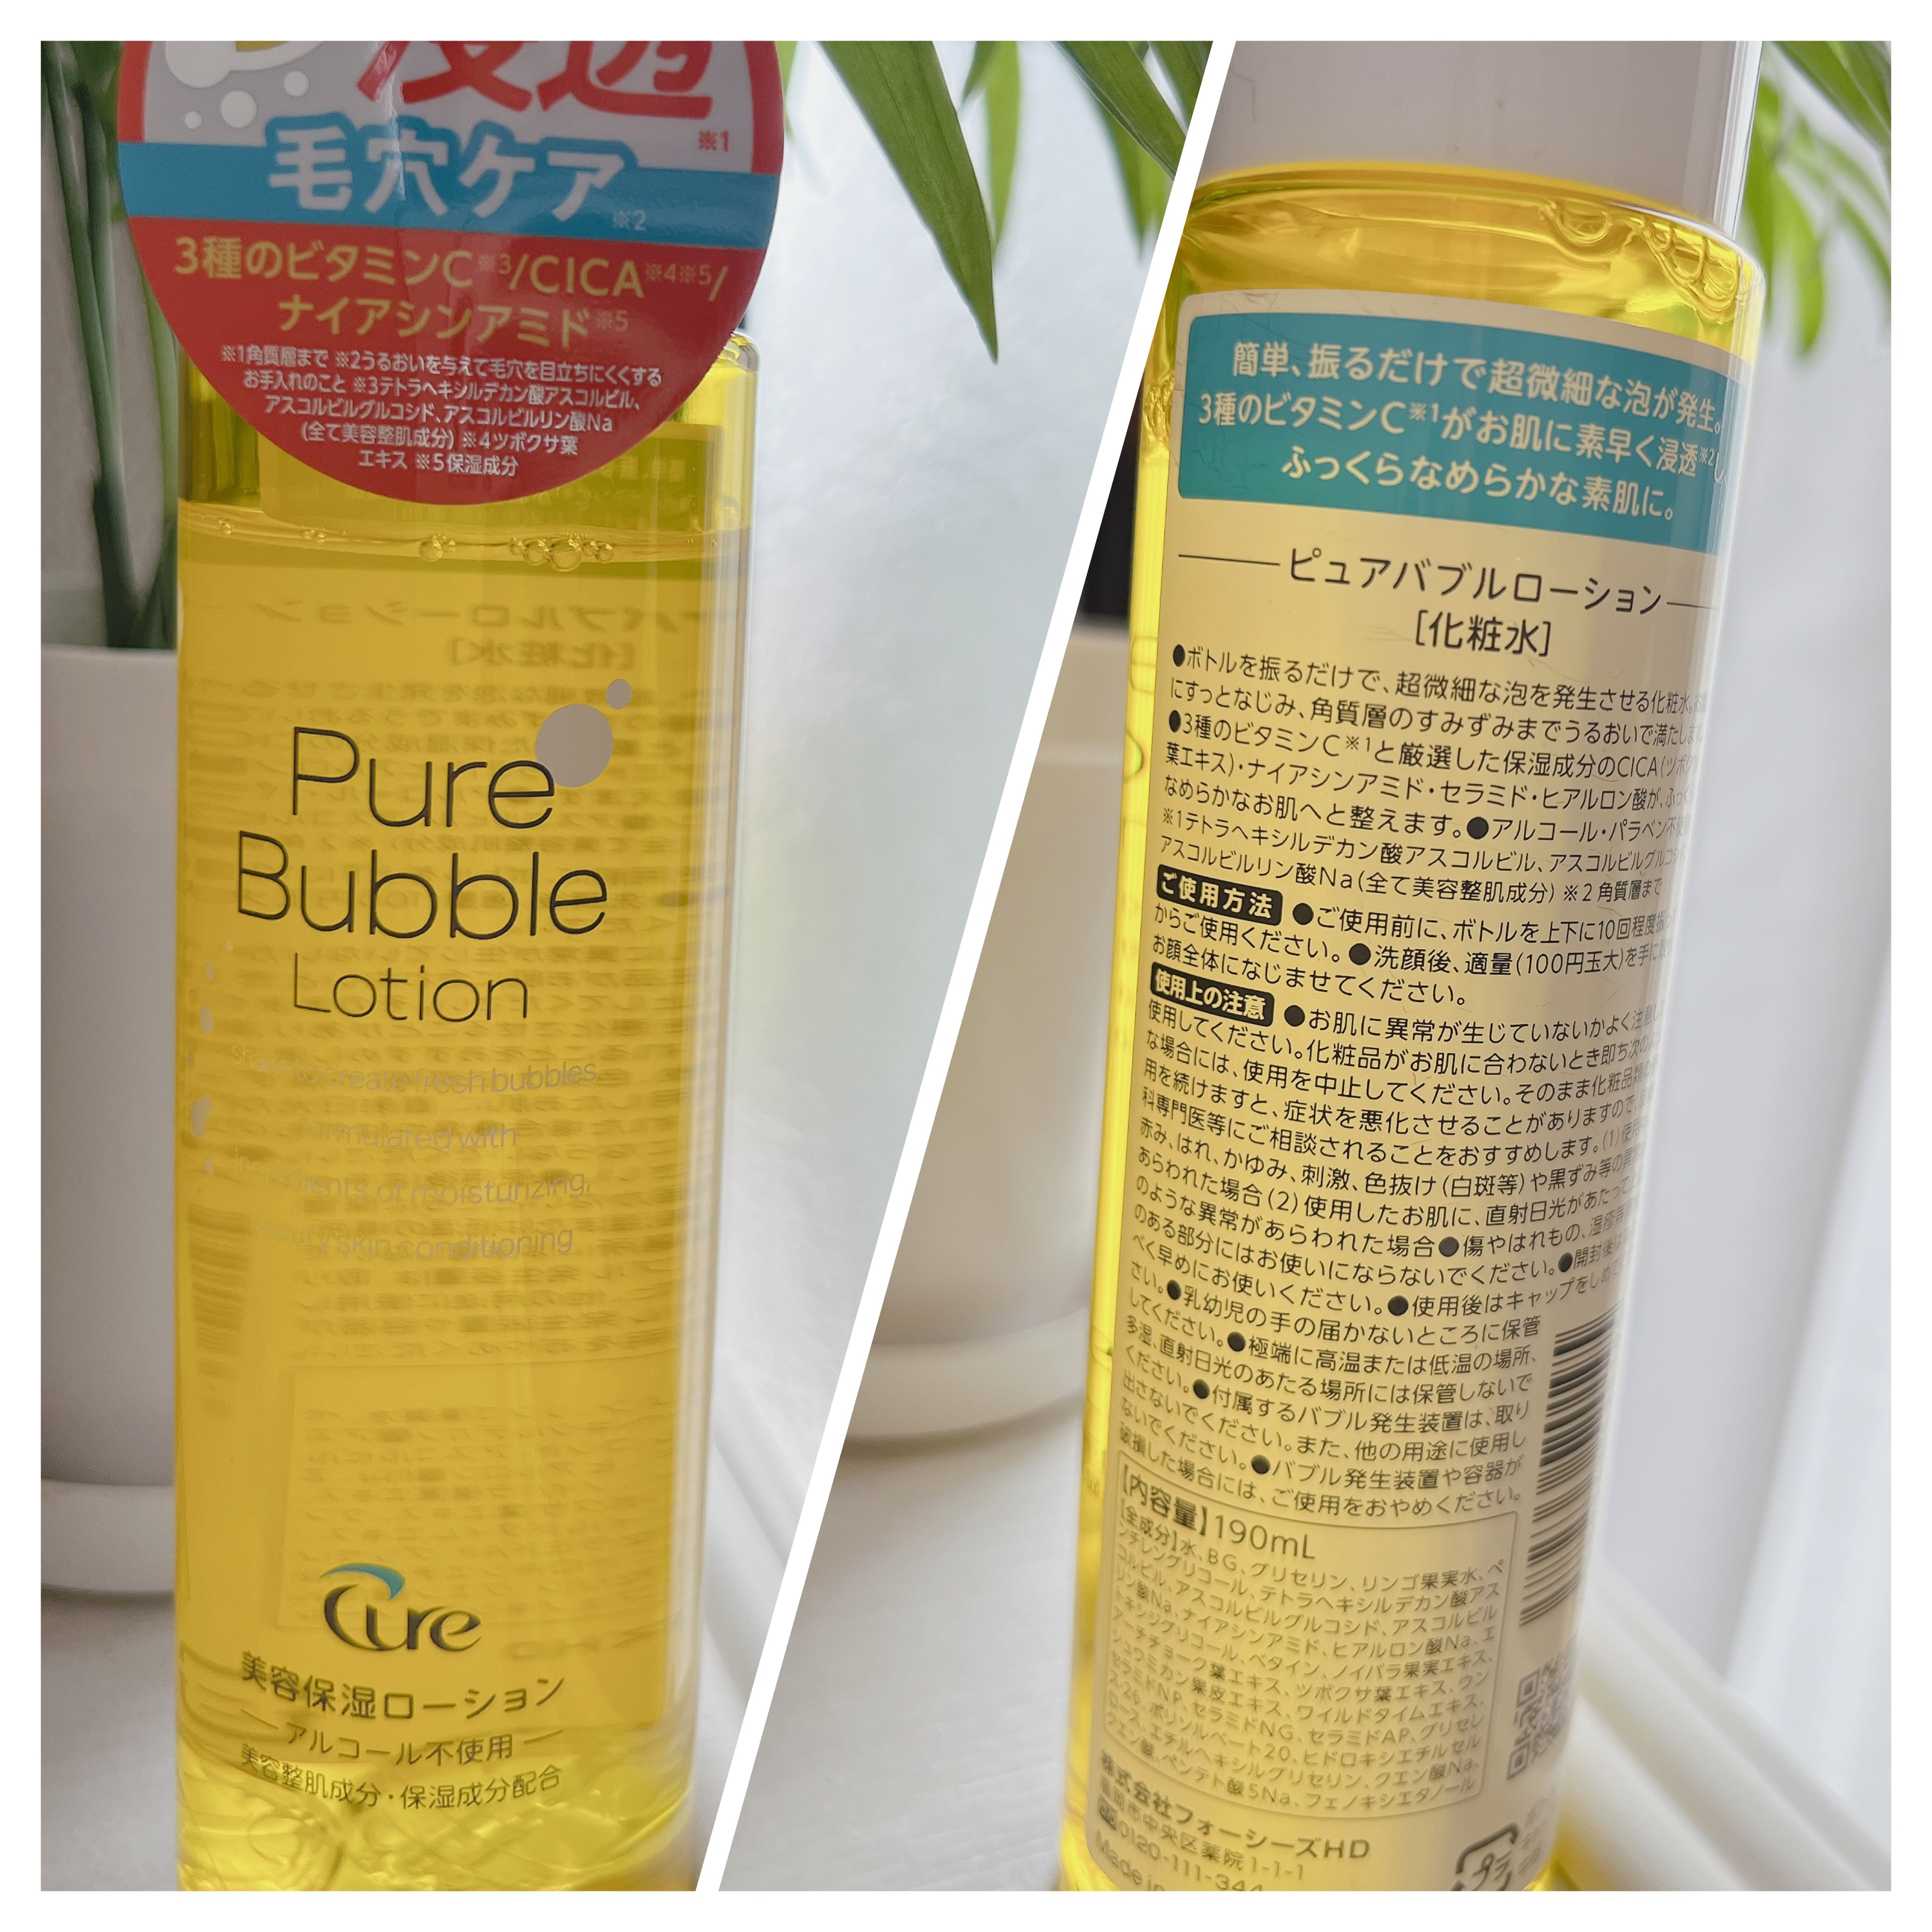 浸透※1
毛穴ケア※2
3種のビタミンC※3/CICA※4※5/
ナイアシンアミド※5
※1角質層まで ※2うるおいを与えて毛穴を目立ちにくくする
お手入れのこと ※3テトラヘキシルデカン酸アスコルビル、
アスコルビルグルコシド、アスコルビルリン酸Na
(全て美容整肌成分) ※4ツボクサ葉
エキス ※5保湿成分
Pure
Bubble
Lotion
shake to create fresh bubbles,
formulated with
ingredients of moisturizing,
beauty skin conditioning
Cure
美容保湿ローション
アルコール不使用
美容整肌成分・保湿成分配合
簡単、振るだけで超微細な泡が発生。
3種のビタミンC※1がお肌に素早く浸透※2し、
ふっくらなめらかな素肌に。
ピュアバブルローション
[化粧水]
●ボトルを振るだけで、超微細な泡を発生させる化粧水。お
にすっとなじみ、角質層のすみずみまでうるおいで満たしま
●3種のビタミンC※1と厳選した保湿成分のCICA(ツボク
葉エキス)・ナイアシンアミド・セラミド・ヒアルロン酸が、ふっく
なめらかなお肌へと整えます。●アルコール・パラベン不使
※1テトラヘキシルデカン酸アスコルビル、アスコルビルグルコシ
アスコルビルリン酸Na(全て美容整肌成分) ※2 角質層まで
ご使用方法 ●ご使用前に、ボトルを上下に10回程度振
からご使用ください。●洗顔後、適量(100円玉大)を手に取
お顔全体になじませてください。
使用上の注意 ●お肌に異常が生じていないかよく注意し
使用してください。化粧品がお肌に合わないとき即ち次の
な場合には、使用を中止してください。そのまま化粧品類の
用を続けますと、症状を悪化させることがありますので、
科専門医等にご相談されることをおすすめします。(1)使用
赤み、はれ、かゆみ、刺激、色抜け(白斑等)や黒ずみ等の異
あらわれた場合(2)使用したお肌に、直射日光があたって
のような異常があらわれた場合●傷やはれもの、湿疹等
のある部分にはお使いにならないでください。●開封後は
べく早めにお使いください。●使用後はキャップをしめて
さい。●乳幼児の手の届かないところに保管
してください。●極端に高温または低温の場所、
多湿、直射日光のあたる場所には保管しないで
ください。●付属するバブル発生装置は、取り
出さないでください。また、他の用途に使用し
ないでください。●バブル発生装置や容器が
破損した場合には、ご使用をおやめください。
【内容量】190mL
[全成分]水、BG、グリセリン、リンゴ果実水、ペ
ンチレングリコール、テトラヘキシルデカン酸アス
コルビル、アスコルビルグルコシド、アスコルビル
リン酸Na、ナイアシンアミド、ヒアルロン酸Na、エ
トキシジグリコール、ベタイン、ノイバラ果実エキス、
アーチチョーク葉エキス、ツボクサ葉エキス、ウン
シュウミカン果皮エキス、ワイルドタイムエキス、
セラミドNP、セラミドNG、セラミドAP、グリセレ
ス-26、ポリソルベート20、ヒドロキシエチルセル
ロース、エチルヘキシルグリセリン、クエン酸Na、
クエン酸、ペンテト酸5Na、フェノキシエタノール
株式会社フォーシーズHD
福岡市中央区薬院1-1-1
0120-111-344
Made in
プラ